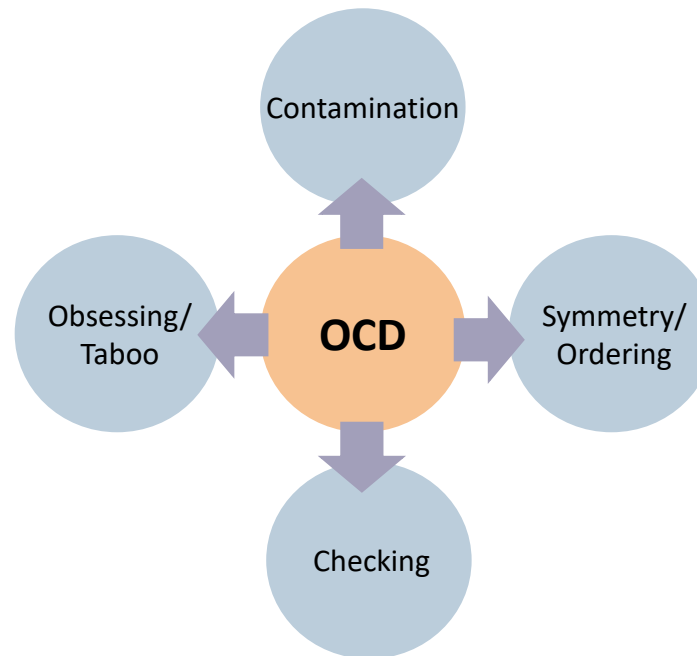 Contamination
Obsessing/
Taboo
OCD
Symmetry/
Ordering
Checking